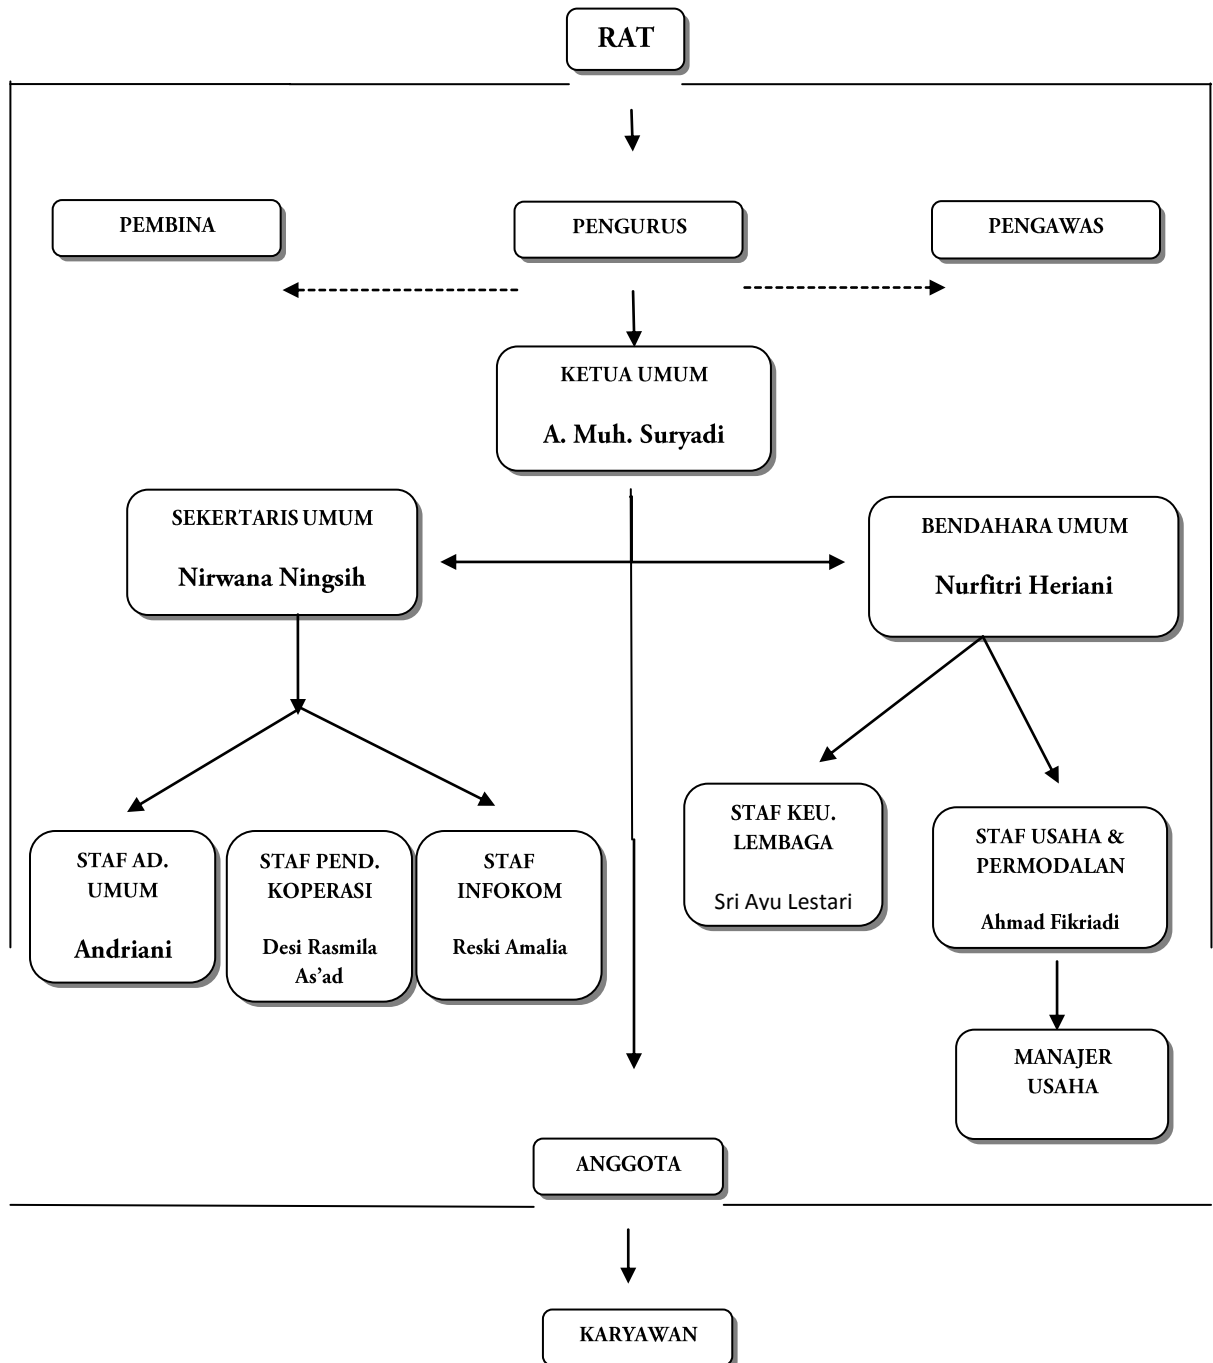 RAT
PEMBINA
PENGURUS
PENGAWAS
KETUA UMUM
A. Muh. Suryadi
SEKERTARIS UMUM
Nirwana Ningsih
BENDAHARA UMUM
Nurfitri Heriani
STAF AD.
UMUM
Andriani
STAF PEND.
KOPERASI
Desi Rasmila
As’ad
STAF
INFOKOM
Reski Amalia
STAF KEU.
LEMBAGA
Sri Ayu Lestari
STAF USAHA &
PERMODALAN
Ahmad Fikriadi
MANAJER
USAHA
ANGGOTA
KARYAWAN